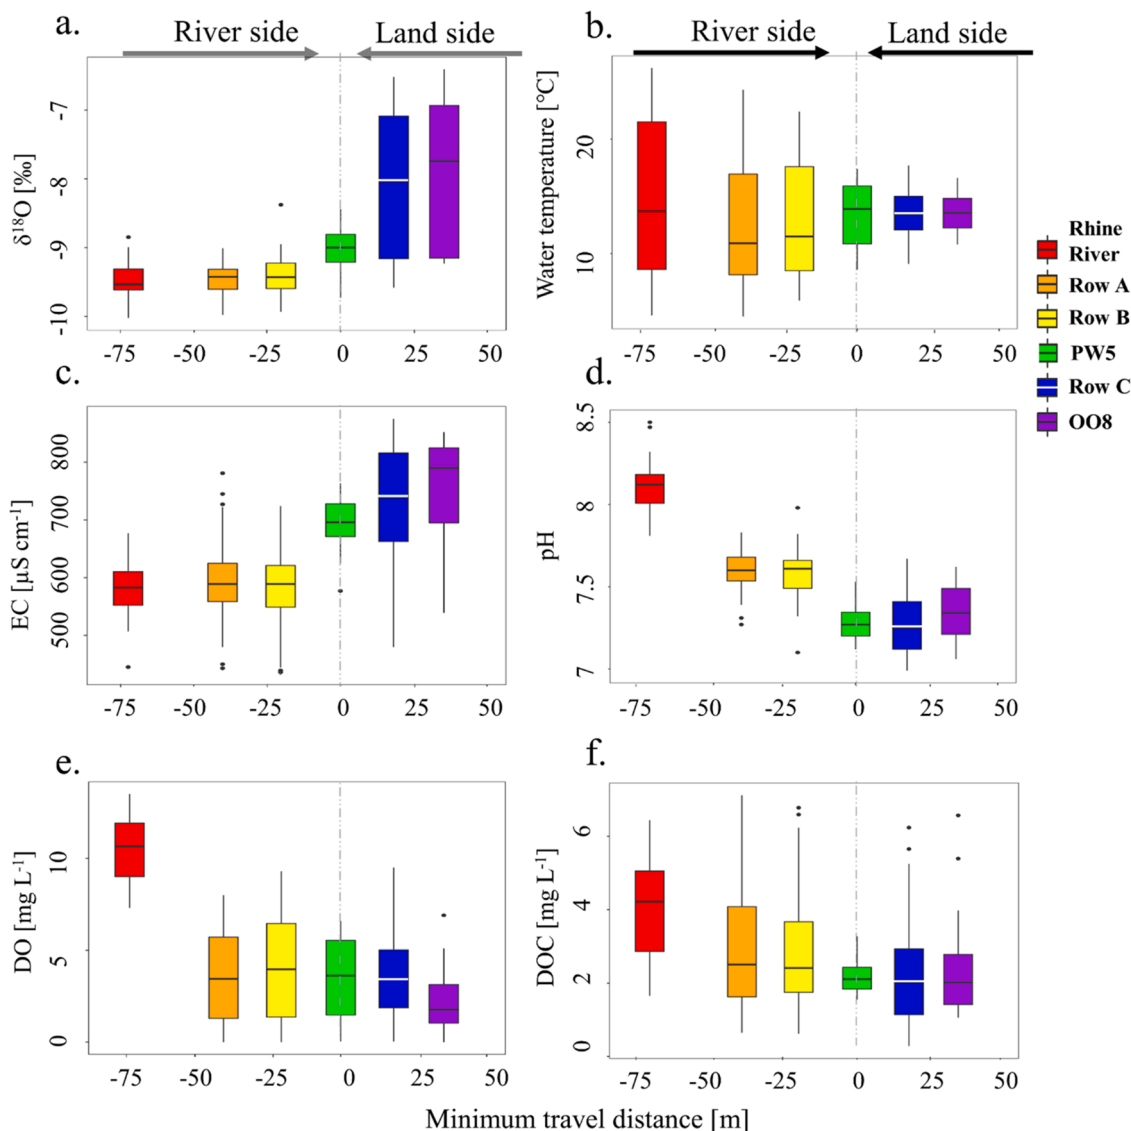 a.
River side
Land side
δ¹⁸O [‰]
-7
-8
-9
-10
-75 -50 -25 0 25 50
b.
River side
Land side
Water temperature [°C]
20
10
-75 -50 -25 0 25 50
Rhine
River
Row A
Row B
PW5
Row C
OO8
c.
EC [µS cm⁻¹]
800
700
600
500
-75 -50 -25 0 25 50
d.
pH
8.5
8
7.5
7
-75 -50 -25 0 25 50
e.
DO [mg L⁻¹]
10
5
0
-75 -50 -25 0 25 50
f.
DOC [mg L⁻¹]
6
4
2
0
-75 -50 -25 0 25 50
Minimum travel distance [m]